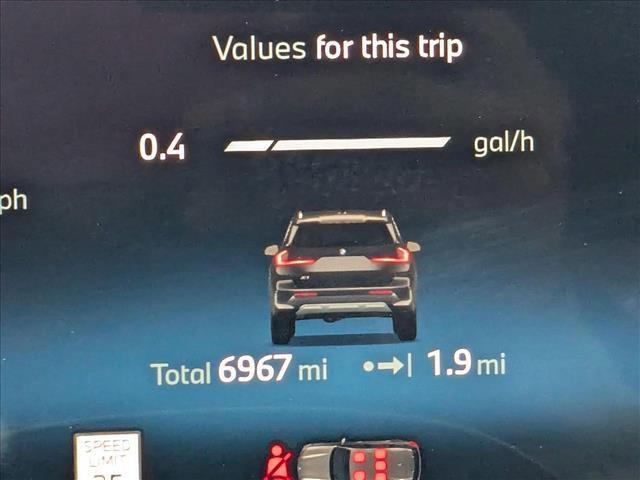 Values for this trip
0.4 gal/h
ph
Total 6967 mi 1.9 mi
SPEED
LIMIT